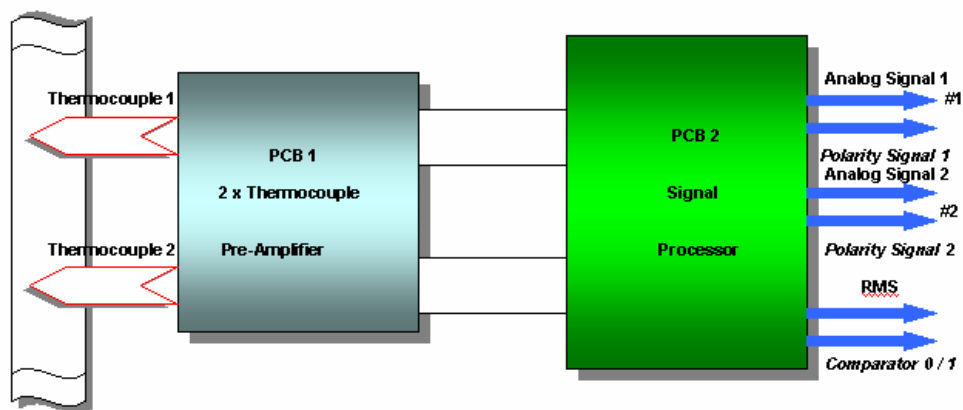 Thermocouple 1
Thermocouple 2
PCB 1
2 x Thermocouple
Pre-Amplifier
PCB 2
Signal
Processor
Analog Signal 1
#1
Polarity Signal 1
Analog Signal 2
#2
Polarity Signal 2
RMS
Comparator 0 / 1